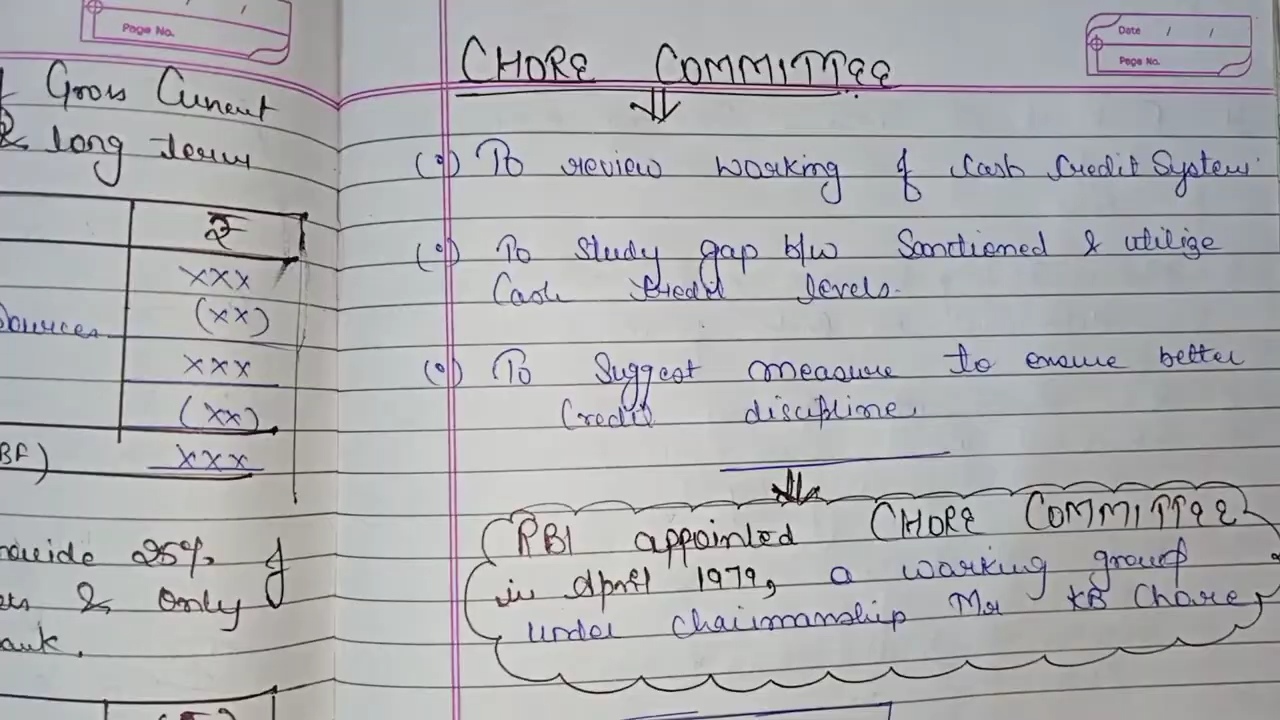 Page No.
Gross Current
& long term
₹
xxx
(xx)
Sources
xxx
(xx)
BF)
xxx
25% of
& only
CHORE COMMITTEE
Date / /
Page No.
(•) To review working of Cash Credit System
(•) To study gap b/w Sanctioned & utilize
Cash Credit levels.
(•) To Suggest measure to ensure better
Credit discipline.
RBI appointed CHORE COMMITTEE
in April 1979, a working group
under chairmanship Mr KB Chore